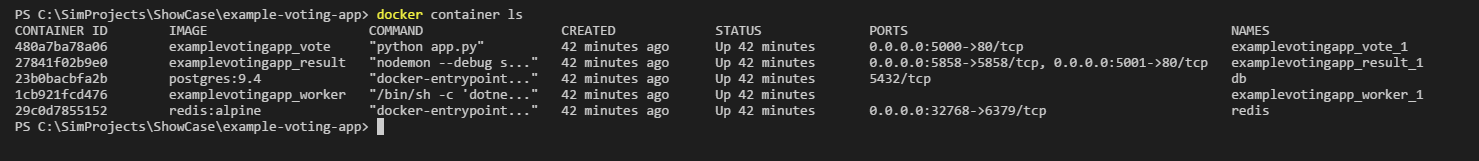 PS C:\SimProjects\ShowCase\example-voting-app> docker container ls
CONTAINER ID        IMAGE                      COMMAND                  CREATED             STATUS              PORTS                                          NAMES
480a7ba78a06        examplevotingapp_vote      "python app.py"          42 minutes ago      Up 42 minutes       0.0.0.0:5000->80/tcp                           examplevotingapp_vote_1
27841f02b9e0        examplevotingapp_result    "nodemon --debug s..."   42 minutes ago      Up 42 minutes       0.0.0.0:5858->5858/tcp, 0.0.0.0:5001->80/tcp   examplevotingapp_result_1
23b0bacbfa2b        postgres:9.4               "docker-entrypoint..."   42 minutes ago      Up 42 minutes       5432/tcp                                       db
1cb921fcd476        examplevotingapp_worker    "/bin/sh -c 'dotne..."   42 minutes ago      Up 42 minutes                                                      examplevotingapp_worker_1
29c0d7855152        redis:alpine               "docker-entrypoint..."   42 minutes ago      Up 42 minutes       0.0.0.0:32768->6379/tcp                        redis
PS C:\SimProjects\ShowCase\example-voting-app>